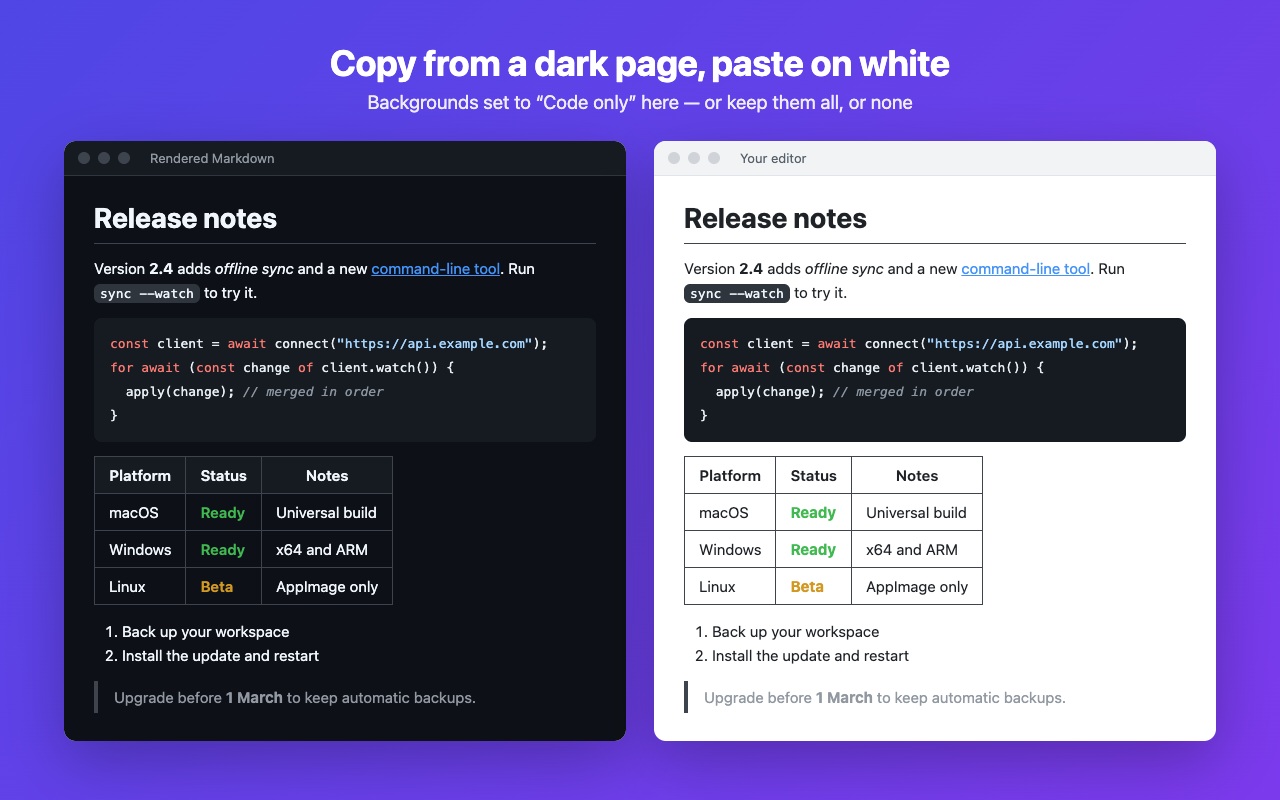 Copy from a dark page, paste on white
Backgrounds set to “Code only” here — or keep them all, or none
Rendered Markdown
Release notes
Version 2.4 adds offline sync and a new command-line tool. Run
sync --watch to try it.
const client = await connect("https://api.example.com");
for await (const change of client.watch()) {
  apply(change); // merged in order
}
Platform Status Notes
macOS Ready Universal build
Windows Ready x64 and ARM
Linux Beta AppImage only
1. Back up your workspace
2. Install the update and restart
Upgrade before 1 March to keep automatic backups.
Your editor
Release notes
Version 2.4 adds offline sync and a new command-line tool. Run
sync --watch to try it.
const client = await connect("https://api.example.com");
for await (const change of client.watch()) {
  apply(change); // merged in order
}
Platform Status Notes
macOS Ready Universal build
Windows Ready x64 and ARM
Linux Beta AppImage only
1. Back up your workspace
2. Install the update and restart
Upgrade before 1 March to keep automatic backups.